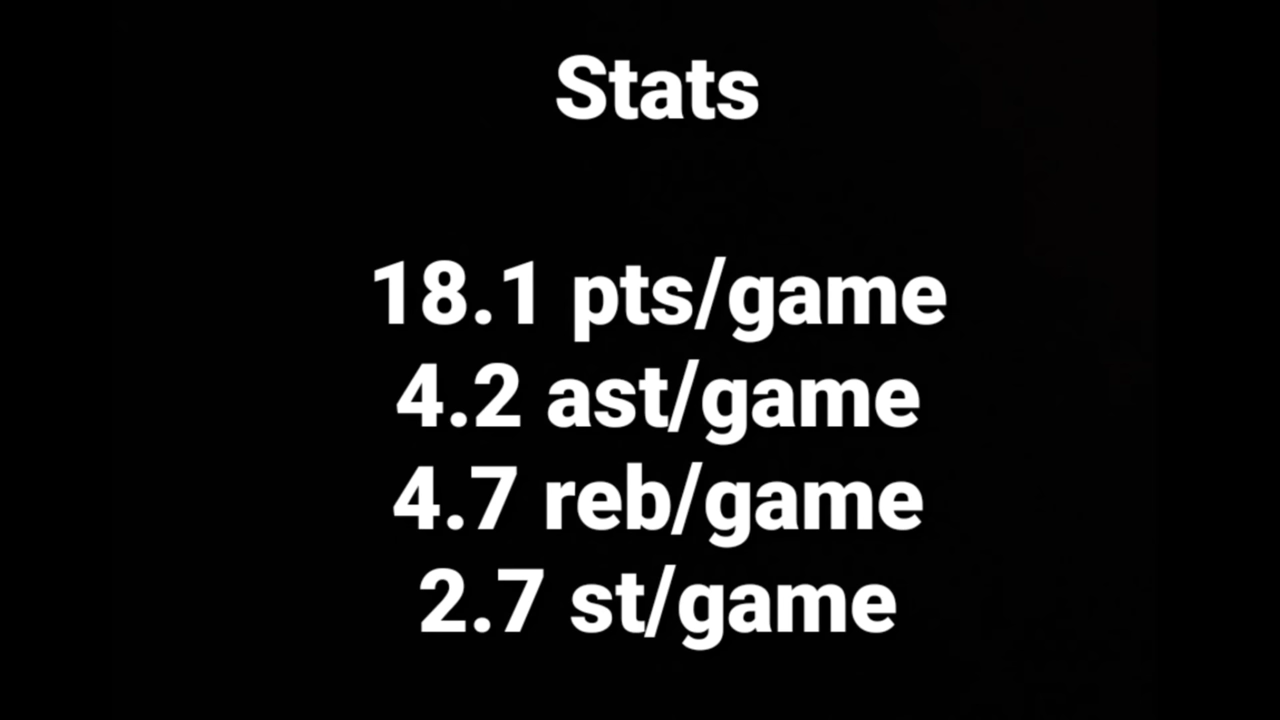 Stats
18.1 pts/game
4.2 ast/game
4.7 reb/game
2.7 st/game